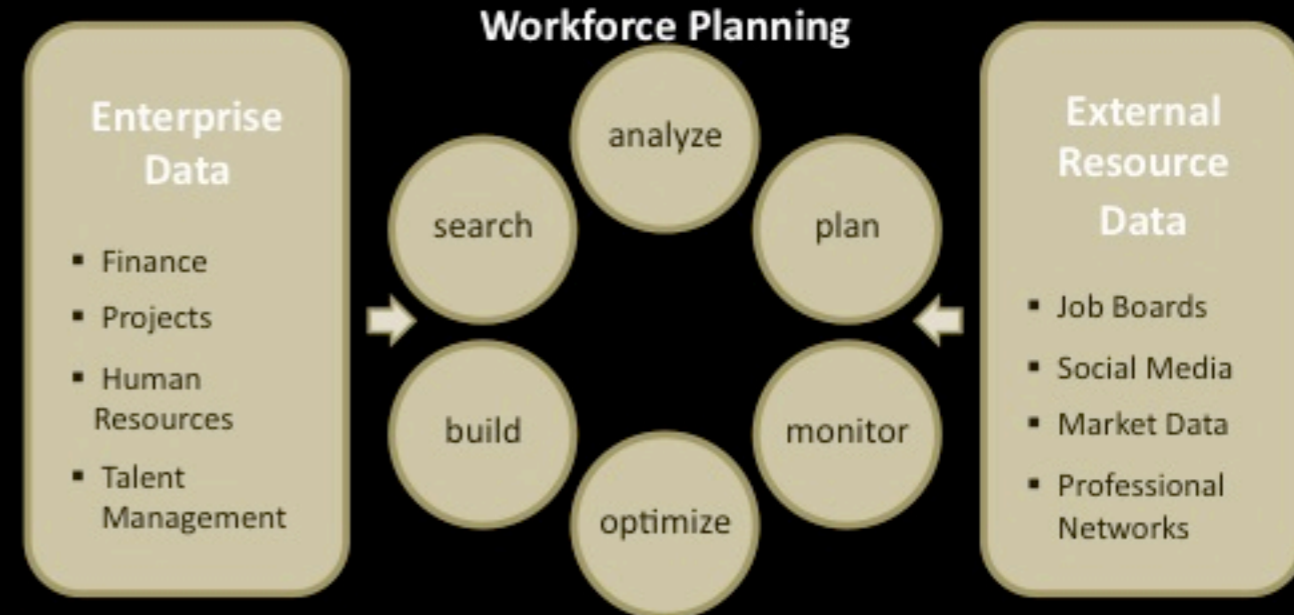 Workforce Planning
Enterprise
Data
▪ Finance
▪ Projects
▪ Human
Resources
▪ Talent
Management
analyze
search
plan
build
monitor
optimize
External
Resource
Data
▪ Job Boards
▪ Social Media
▪ Market Data
▪ Professional
Networks